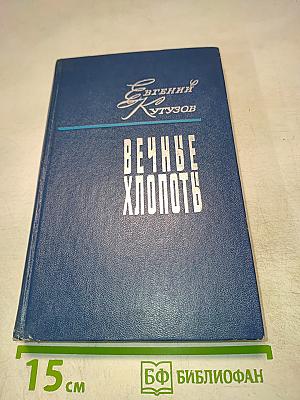 Евгений
Кутузов
ВЕЧНЫЕ
ХЛОПОТЫ
15 см
БФ БИБЛИОФАН